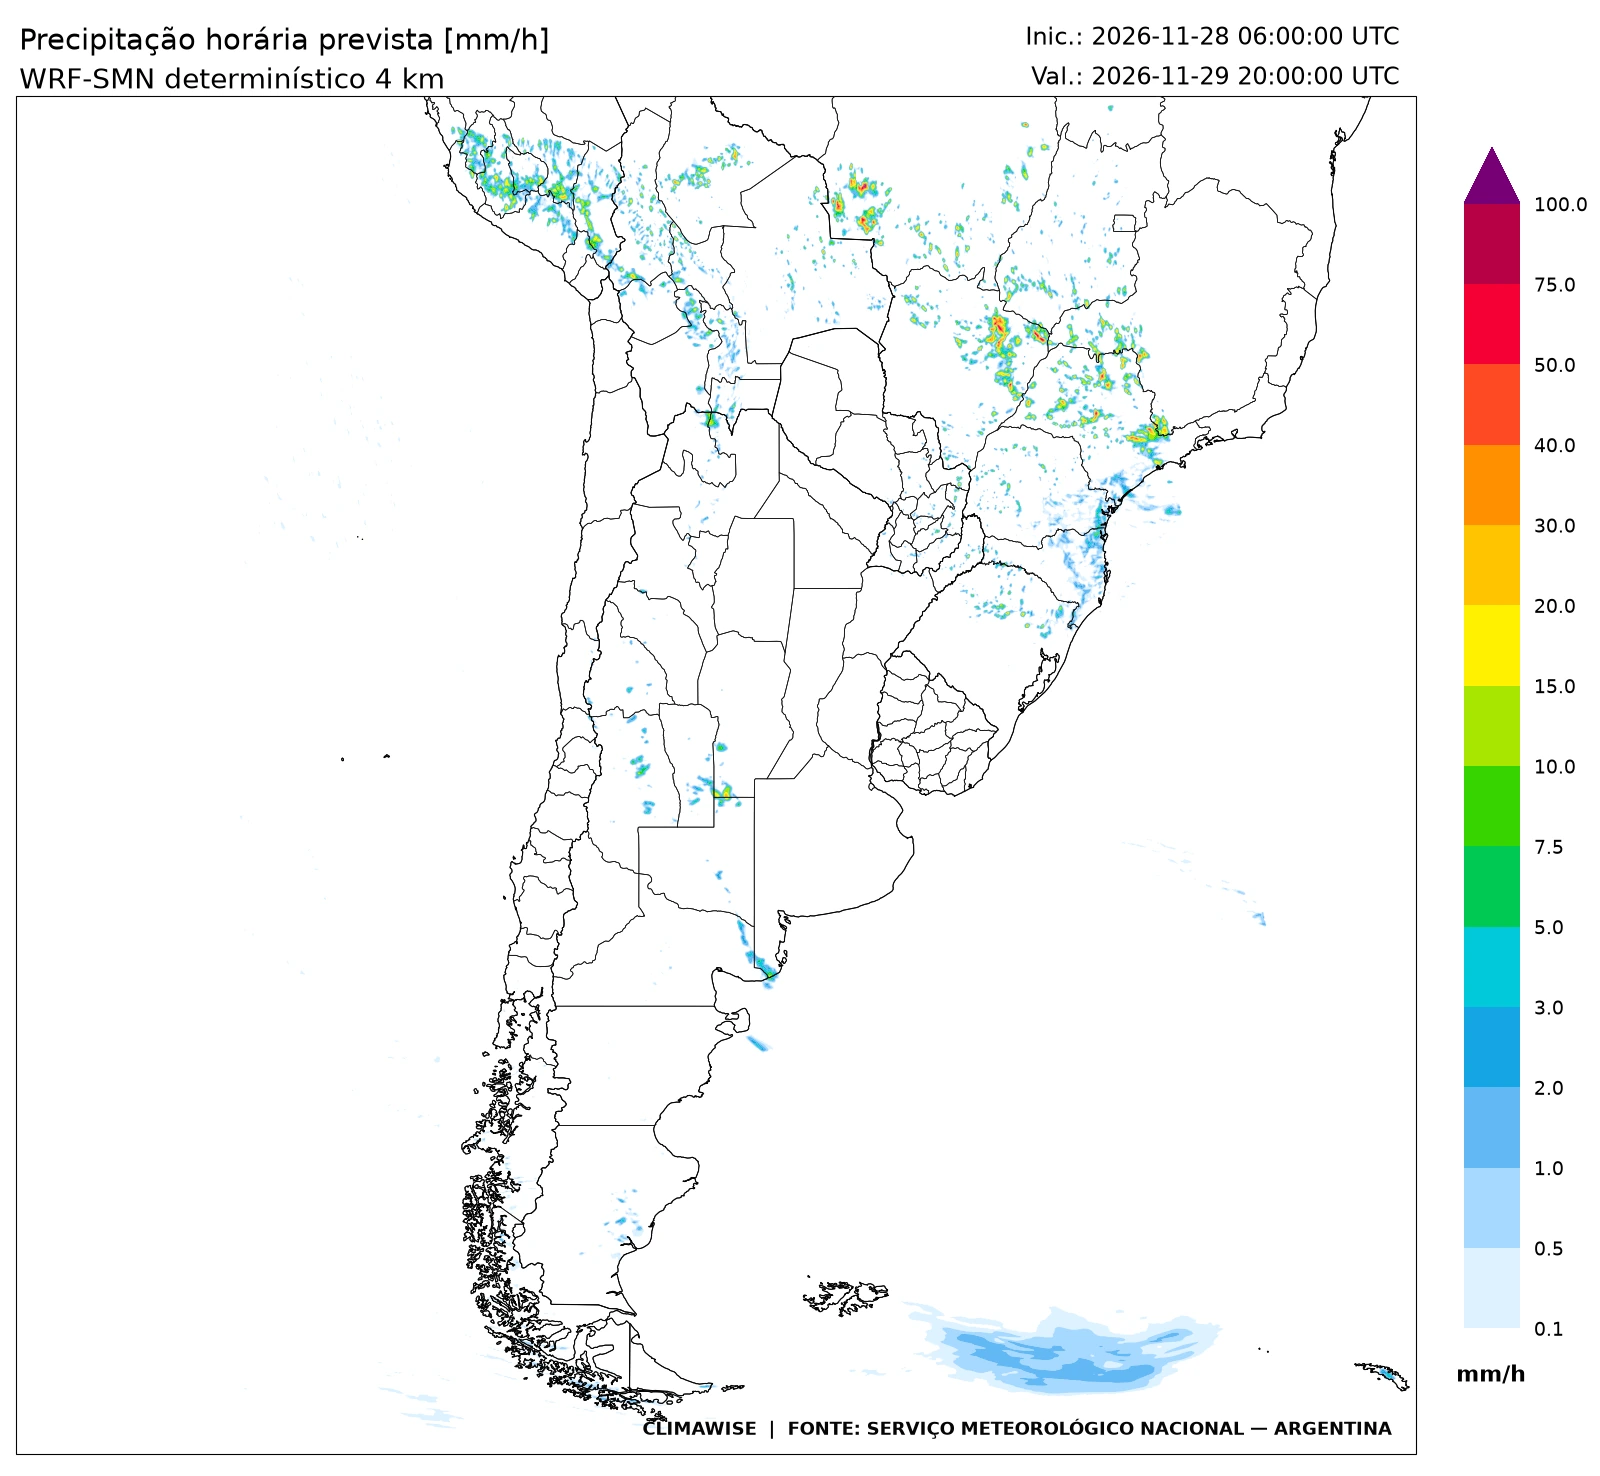 Precipitação horária prevista [mm/h]
WRF-SMN determinístico 4 km
Inic.: 2026-11-28 06:00:00 UTC
Val.: 2026-11-29 20:00:00 UTC
100.0
75.0
50.0
40.0
30.0
20.0
15.0
10.0
7.5
5.0
3.0
2.0
1.0
0.5
0.1
mm/h
CLIMAWISE | FONTE: SERVIÇO METEOROLÓGICO NACIONAL — ARGENTINA